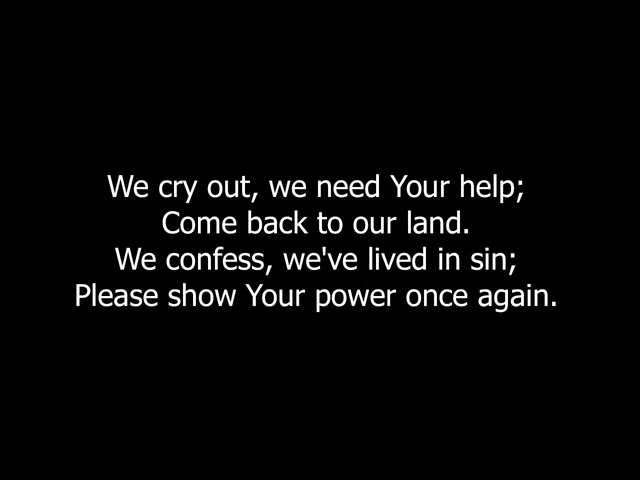 We cry out, we need Your help;
Come back to our land.
We confess, we've lived in sin;
Please show Your power once again.